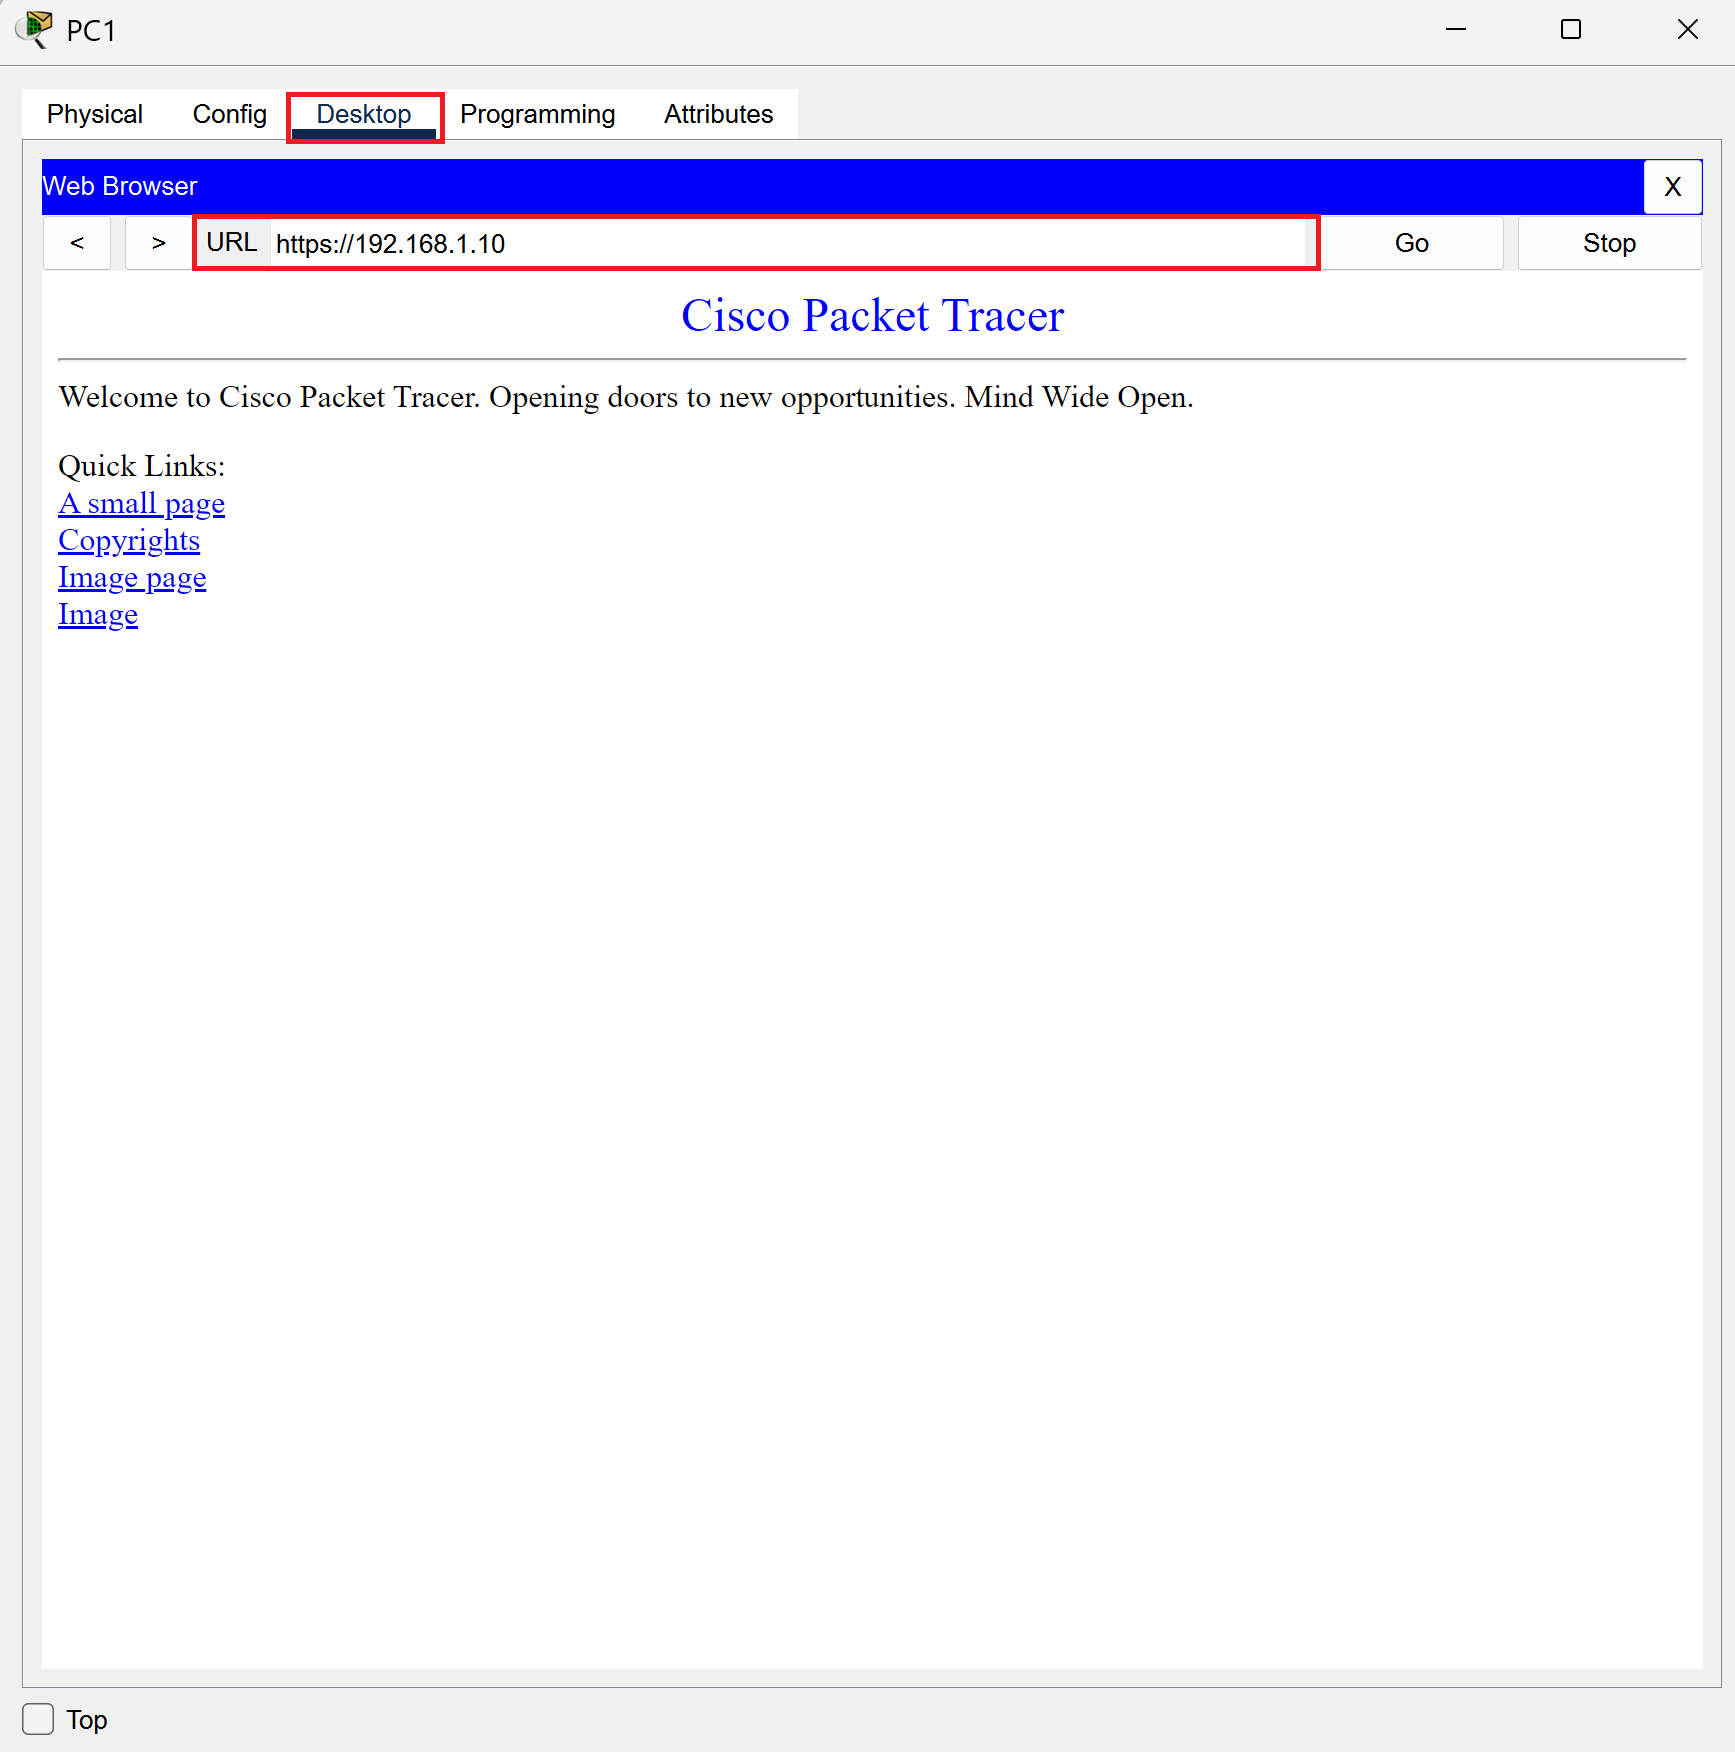 PC1
Physical Config Desktop Programming Attributes
Web Browser X
< > URL https://192.168.1.10 Go Stop
Cisco Packet Tracer
Welcome to Cisco Packet Tracer. Opening doors to new opportunities. Mind Wide Open.
Quick Links:
A small page
Copyrights
Image page
Image
Top